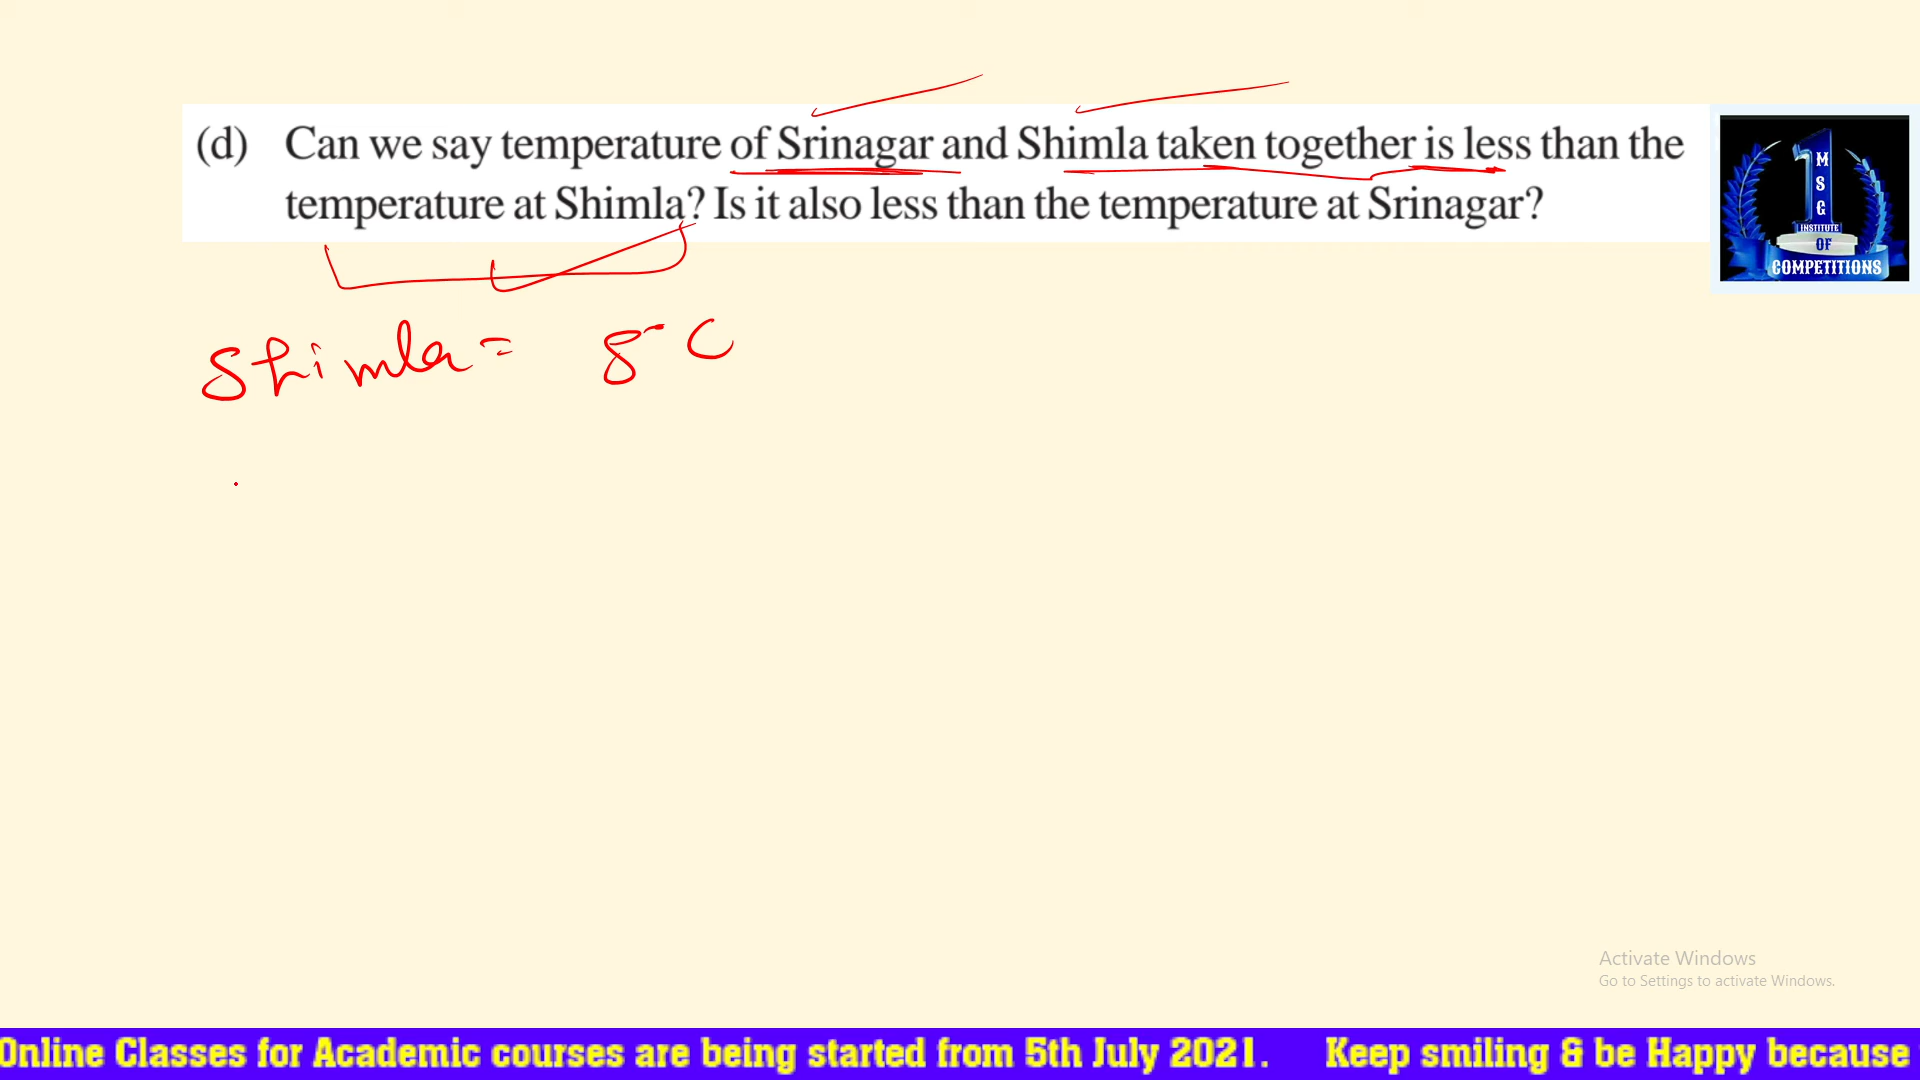 (d) Can we say temperature of Srinagar and Shimla taken together is less than the
temperature at Shimla? Is it also less than the temperature at Srinagar?
1
M
S
G
INSTITUTE
OF
COMPETITIONS
Shimla = 5°C
Activate Windows
Go to Settings to activate Windows.
Online Classes for Academic courses are being started from 5th July 2021. Keep smiling & be Happy because